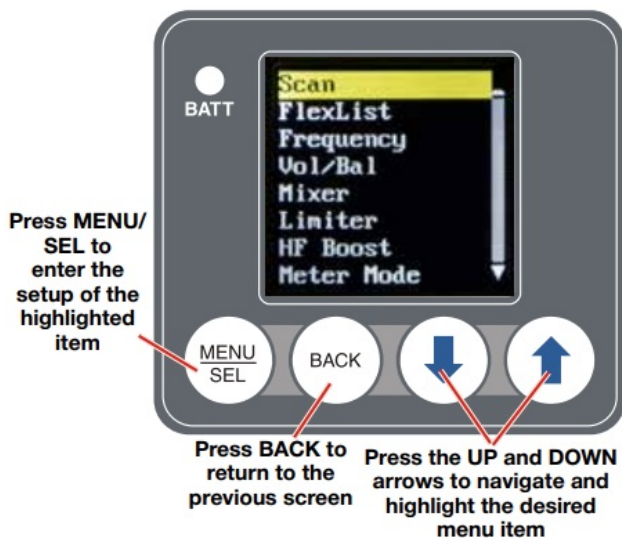 BATT
Scan
FlexList
Frequency
Vol/Bal
Mixer
Limiter
HF Boost
Meter Mode
Press MENU/
SEL to
enter the
setup of the
highlighted
item
MENU
SEL
BACK
Press BACK to
return to the
previous screen
Press the UP and DOWN
arrows to navigate and
highlight the desired
menu item